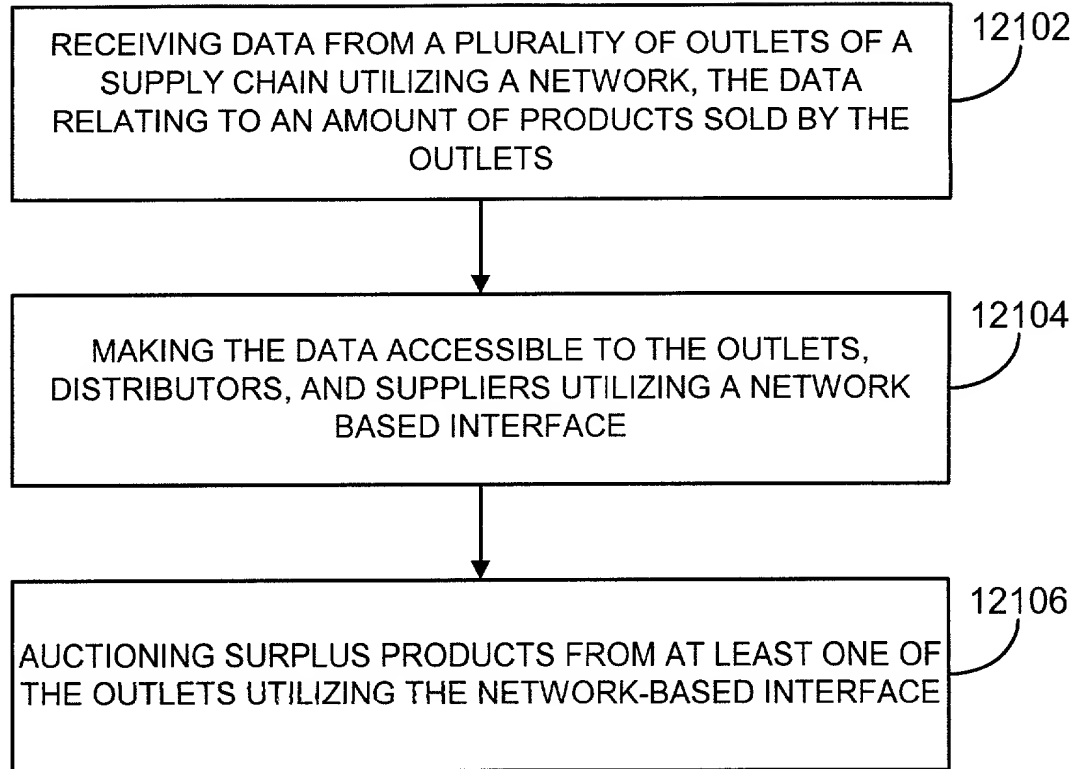 RECEIVING DATA FROM A PLURALITY OF OUTLETS OF A
SUPPLY CHAIN UTILIZING A NETWORK, THE DATA
RELATING TO AN AMOUNT OF PRODUCTS SOLD BY THE
OUTLETS
12102
MAKING THE DATA ACCESSIBLE TO THE OUTLETS,
DISTRIBUTORS, AND SUPPLIERS UTILIZING A NETWORK
BASED INTERFACE
12104
AUCTIONING SURPLUS PRODUCTS FROM AT LEAST ONE OF
THE OUTLETS UTILIZING THE NETWORK-BASED INTERFACE
12106